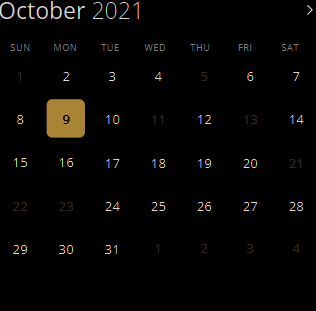 October 2021 >
SUN MON TUE WED THU FRI SAT
1 2 3 4 5 6 7
8 9 10 11 12 13 14
15 16 17 18 19 20 21
22 23 24 25 26 27 28
29 30 31 1 2 3 4